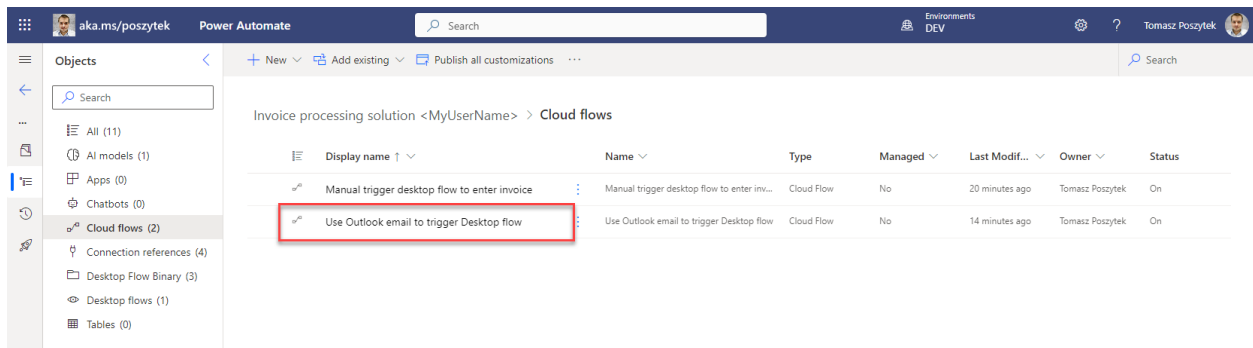 aka.ms/poszytek Power Automate Search Environments
DEV ? Tomasz Poszytek
Objects
Search
All (11)
AI models (1)
Apps (0)
Chatbots (0)
Cloud flows (2)
Connection references (4)
Desktop Flow Binary (3)
Desktop flows (1)
Tables (0)
New Add existing Publish all customizations ... Search
Invoice processing solution <MyUserName> > Cloud flows
Display name ↑ Name Type Managed Last Modif... Owner Status
Manual trigger desktop flow to enter invoice Manual trigger desktop flow to enter inv... Cloud Flow No 20 minutes ago Tomasz Poszytek On
Use Outlook email to trigger Desktop flow Use Outlook email to trigger Desktop flow Cloud Flow No 14 minutes ago Tomasz Poszytek On